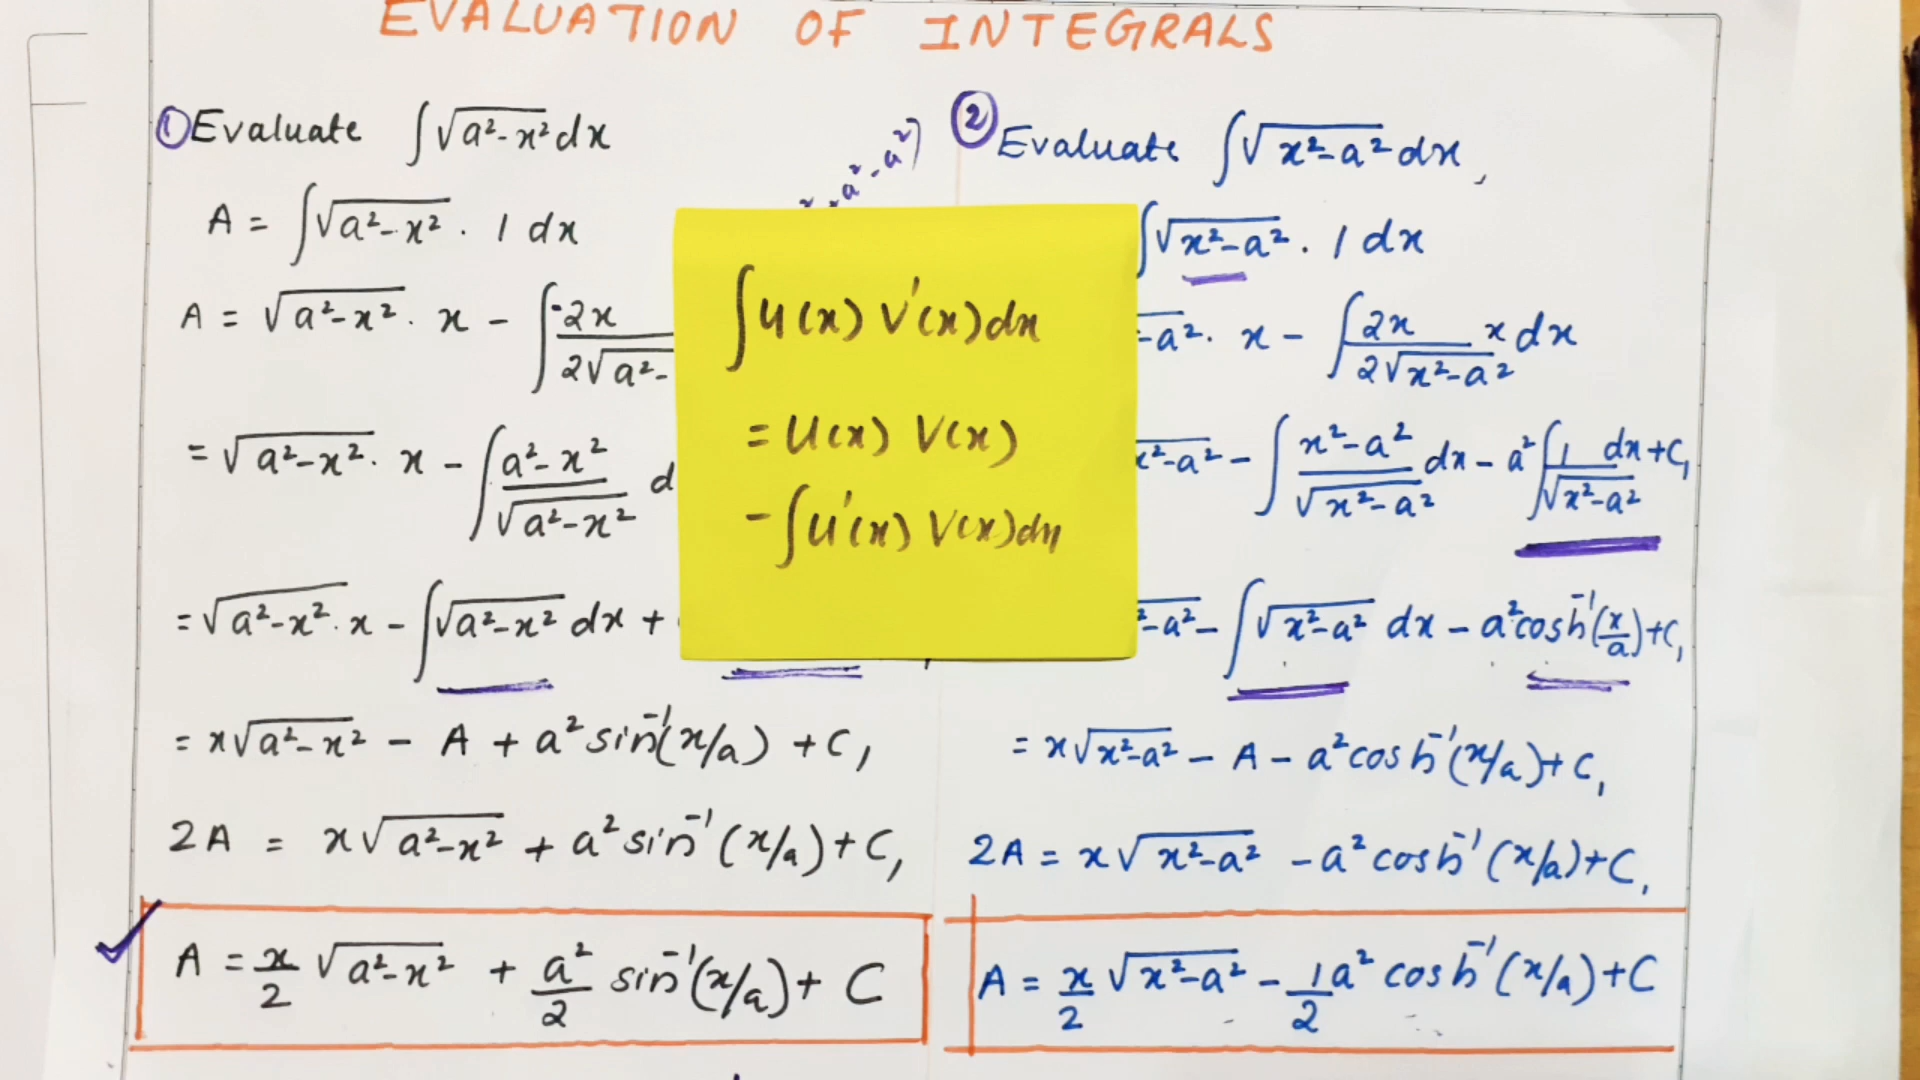 EVALUATION OF INTEGRALS
① Evaluate ∫√(a²-x²) dx
A = ∫√(a²-x²) . 1 dx
A = √(a²-x²) . x - ∫ -2x / 2√(a²-
= √(a²-x²) . x - ∫ (a²-x²)/√(a²-x²) d
= √(a²-x²) . x - ∫√(a²-x²) dx +
= x√(a²-x²) - A + a² sin⁻¹(x/a) + C₁
2A = x√(a²-x²) + a² sin⁻¹(x/a) + C₁
A = x/2 √(a²-x²) + a²/2 sin⁻¹(x/a) + C
a²-a²)
∫u(x) v'(x)dx
= u(x) v(x)
- ∫u'(x) v(x)dx
② Evaluate ∫√(x²-a²) dx,
∫√(x²-a²) . 1 dx
-a² . x - ∫ 2x/2√(x²-a²) x dx
x²-a² - ∫ (x²-a²)/√(x²-a²) dx - a² ∫ 1/√(x²-a²) dx + C₁
²-a² - ∫√(x²-a²) dx - a² cosh⁻¹(x/a) + C₁
= x√(x²-a²) - A - a² cosh⁻¹(x/a) + C₁
2A = x√(x²-a²) - a² cosh⁻¹(x/a) + C₁
A = x/2 √(x²-a²) - 1/2 a² cosh⁻¹(x/a) + C